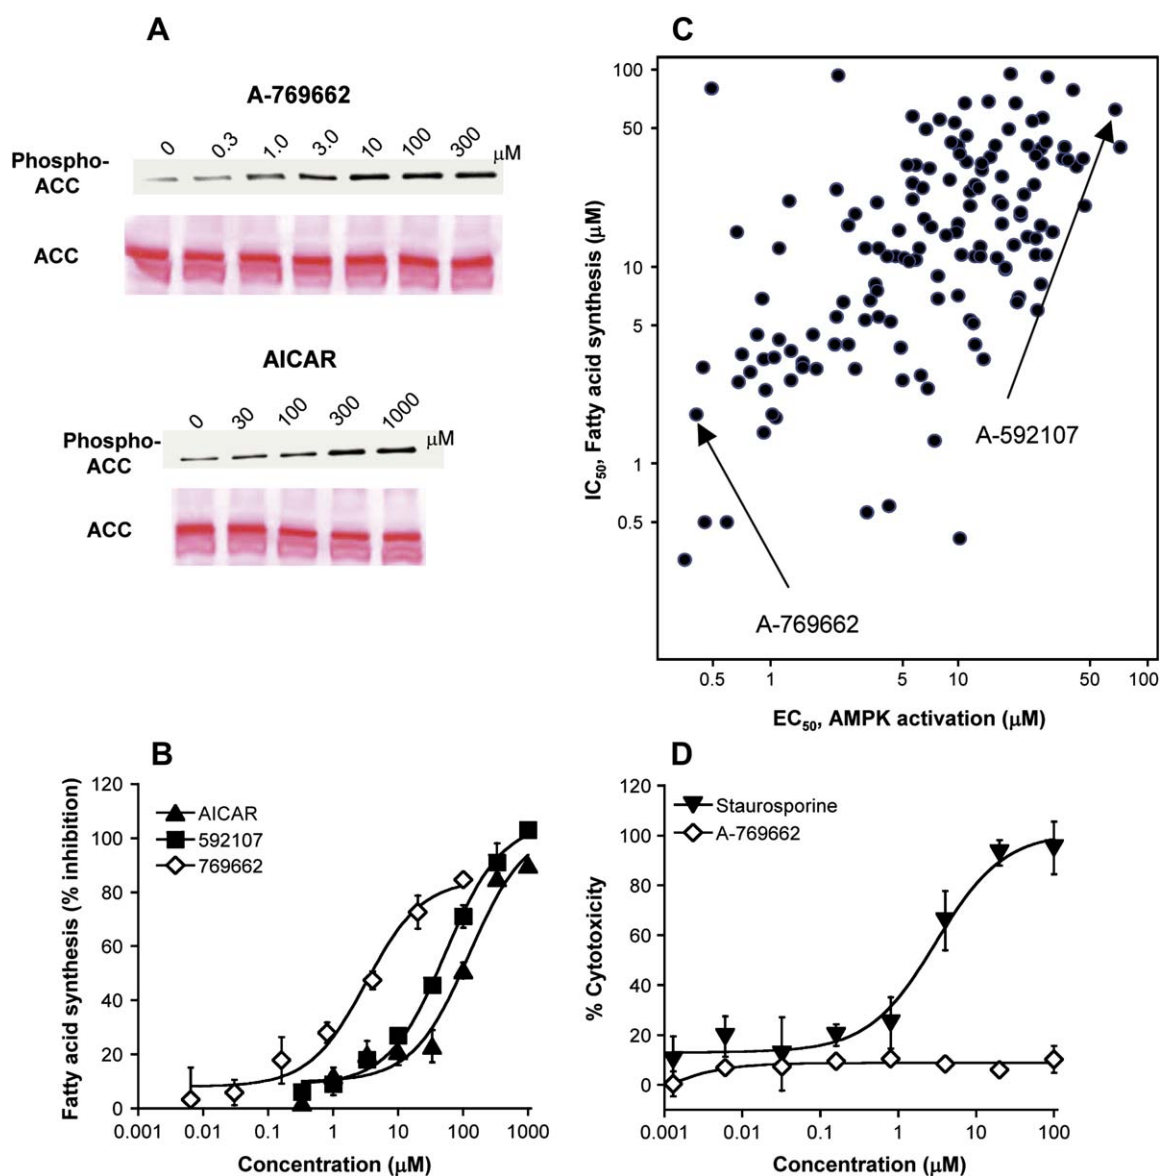 A
A-769662
0 0.3 1.0 3.0 10 100 300 μM
Phospho-
ACC
ACC
AICAR
0 30 100 300 1000 μM
Phospho-
ACC
ACC
B
Fatty acid synthesis (% inhibition)
120
100
80
60
40
20
0
AICAR
592107
769662
0.001 0.01 0.1 1 10 100 1000
Concentration (μM)
C
IC50, Fatty acid synthesis (μM)
100
50
10
5
1
0.5
A-592107
A-769662
0.5 1 5 10 50 100
EC50, AMPK activation (μM)
D
% Cytotoxicity
120
100
80
60
40
20
0
Staurosporine
A-769662
0.001 0.01 0.1 1 10 100
Concentration (μM)